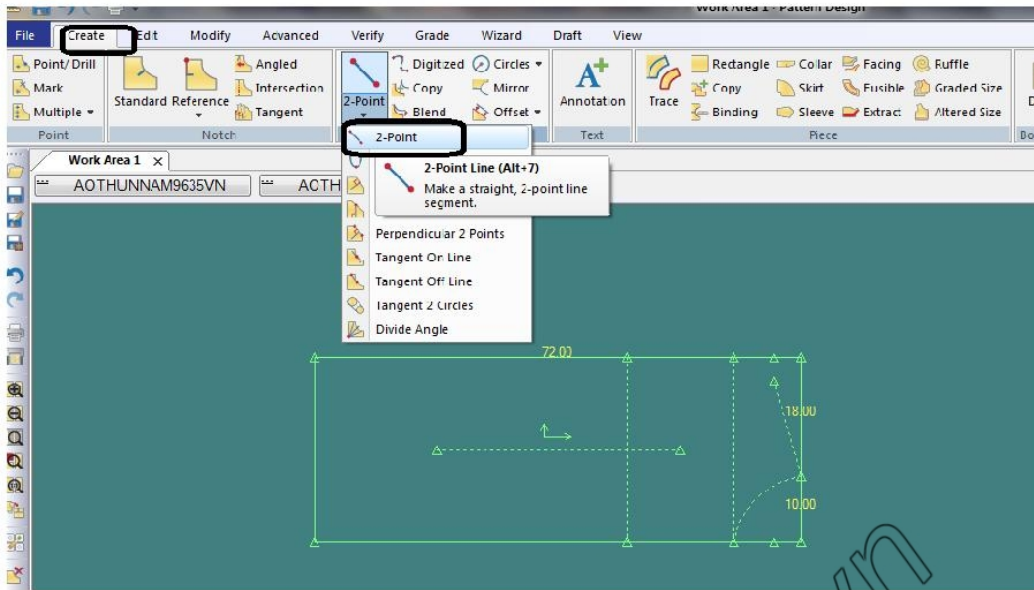 Work Area 1 - Pattern Design
File Create Edit Modify Advanced Verify Grade Wizard Draft View
Point/Drill Angled Digitized Circles Rectangle Collar Facing Ruffle
Mark Intersection Copy Mirror Copy Skirt Fusible Graded Size
Multiple Standard Reference Tangent 2-Point Blend Offset Annotation Trace Binding Sleeve Extract Altered Size
Point Notch Text Piece
2-Point
Work Area 1 x
2-Point Line (Alt+7)
AOTHUNNAM9635VN
Make a straight, 2-point line
segment.
Perpendicular 2 Points
Tangent On Line
Tangent Off Line
Tangent 2 Circles
Divide Angle
72.00
18.00
10.00
vn